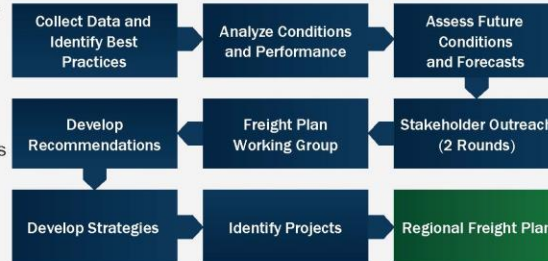 Collect Data and
Identify Best
Practices
Analyze Conditions
and Performance
Assess Future
Conditions
and Forecasts
Develop
Recommendations
Freight Plan
Working Group
Stakeholder Outreach
(2 Rounds)
Develop Strategies
Identify Projects
Regional Freight Plan